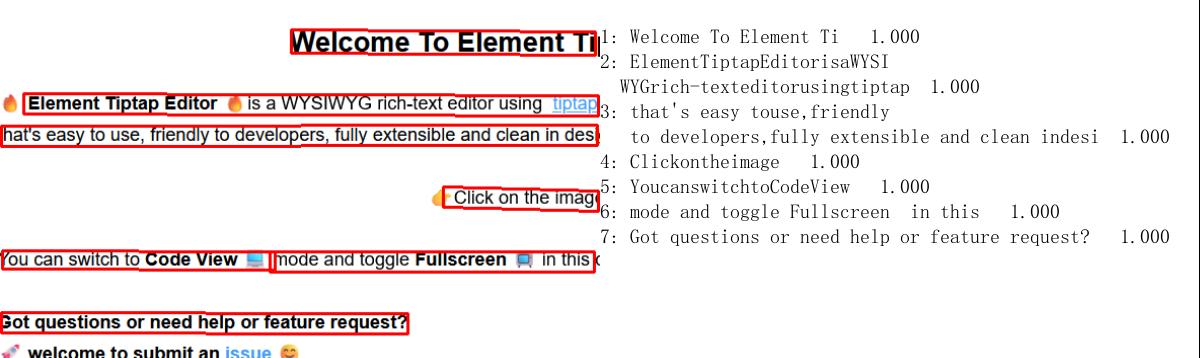 Welcome To Element Ti
🔥 Element Tiptap Editor 🔥 is a WYSIWYG rich-text editor using tiptap
hat's easy to use, friendly to developers, fully extensible and clean in desi
👉 Click on the image
You can switch to Code View 💻 mode and toggle Fullscreen 📺 in this
Got questions or need help or feature request?
🚀 welcome to submit an issue 😊
1: Welcome To Element Ti 1.000
2: ElementTiptapEditorisaWYSI
WYGrich-texteditorusingtiptap 1.000
3: that's easy touse,friendly
to developers,fully extensible and clean indesi 1.000
4: Clickontheimage 1.000
5: YoucanswitchtoCodeView 1.000
6: mode and toggle Fullscreen in this 1.000
7: Got questions or need help or feature request? 1.000